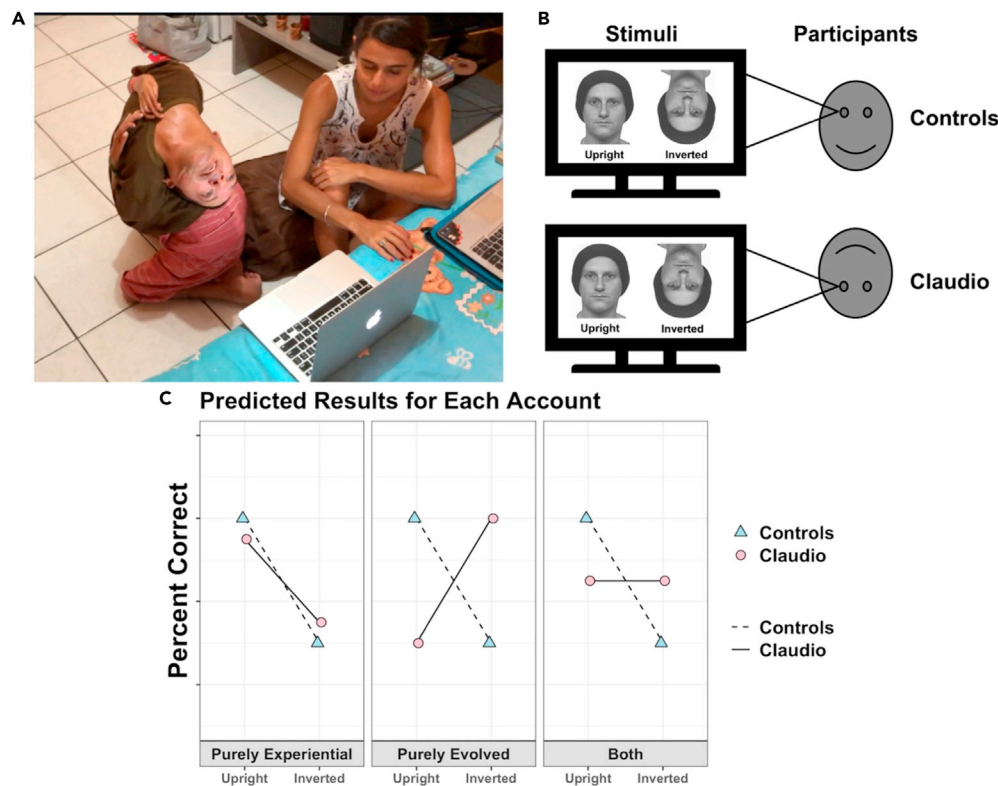 A
B
Stimuli
Participants
Upright
Inverted
Controls
Upright
Inverted
Claudio
C
Predicted Results for Each Account
Percent Correct
Controls
Claudio
Controls
Claudio
Purely Experiential
Purely Evolved
Both
Upright
Inverted
Upright
Inverted
Upright
Inverted